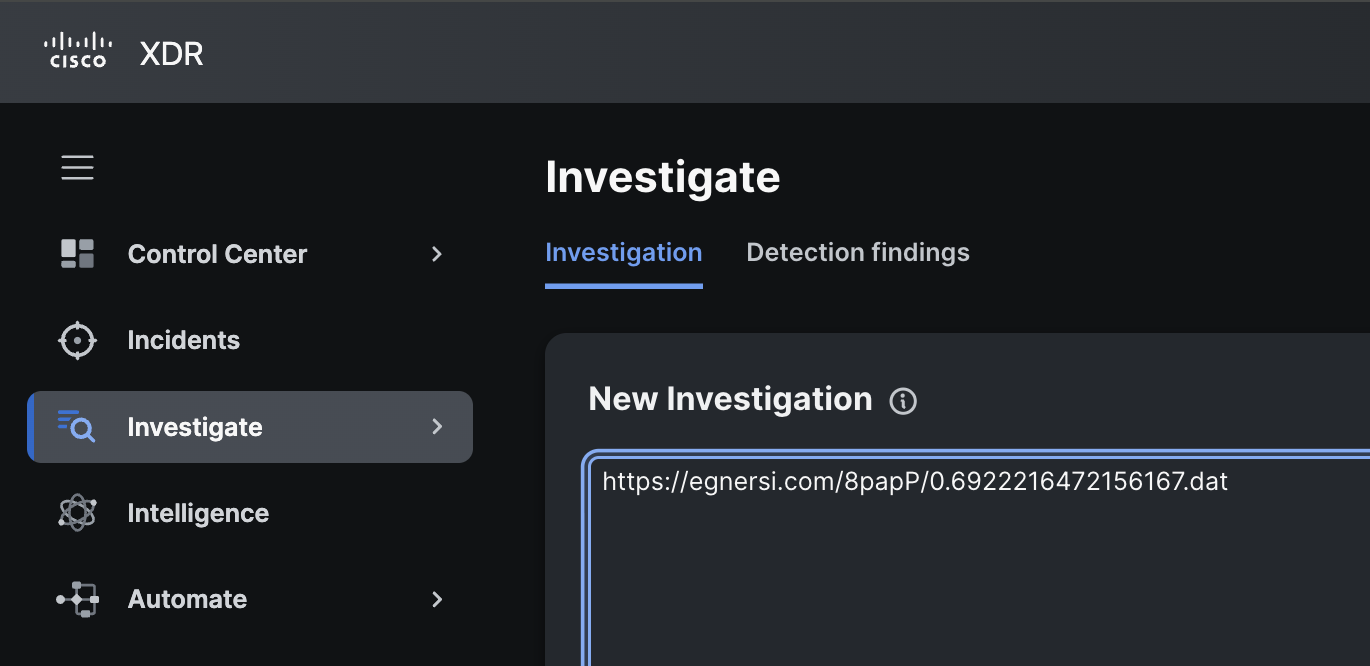 CISCO XDR
Investigate
Investigation Detection findings
Control Center
Incidents
Investigate
Intelligence
Automate
New Investigation
https://egnersi.com/8papP/0.6922216472156167.dat